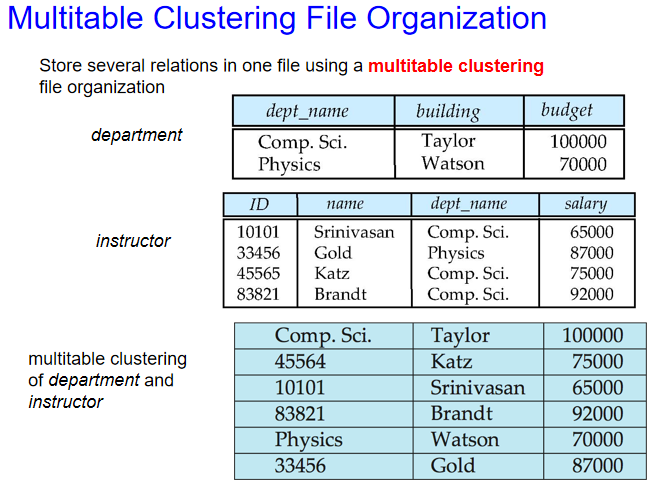 Multitable Clustering File Organization
Store several relations in one file using a multitable clustering
file organization
department
dept_name building budget
Comp. Sci. Taylor 100000
Physics Watson 70000
instructor
ID name dept_name salary
10101 Srinivasan Comp. Sci. 65000
33456 Gold Physics 87000
45565 Katz Comp. Sci. 75000
83821 Brandt Comp. Sci. 92000
multitable clustering
of department and
instructor
Comp. Sci. Taylor 100000
45564 Katz 75000
10101 Srinivasan 65000
83821 Brandt 92000
Physics Watson 70000
33456 Gold 87000